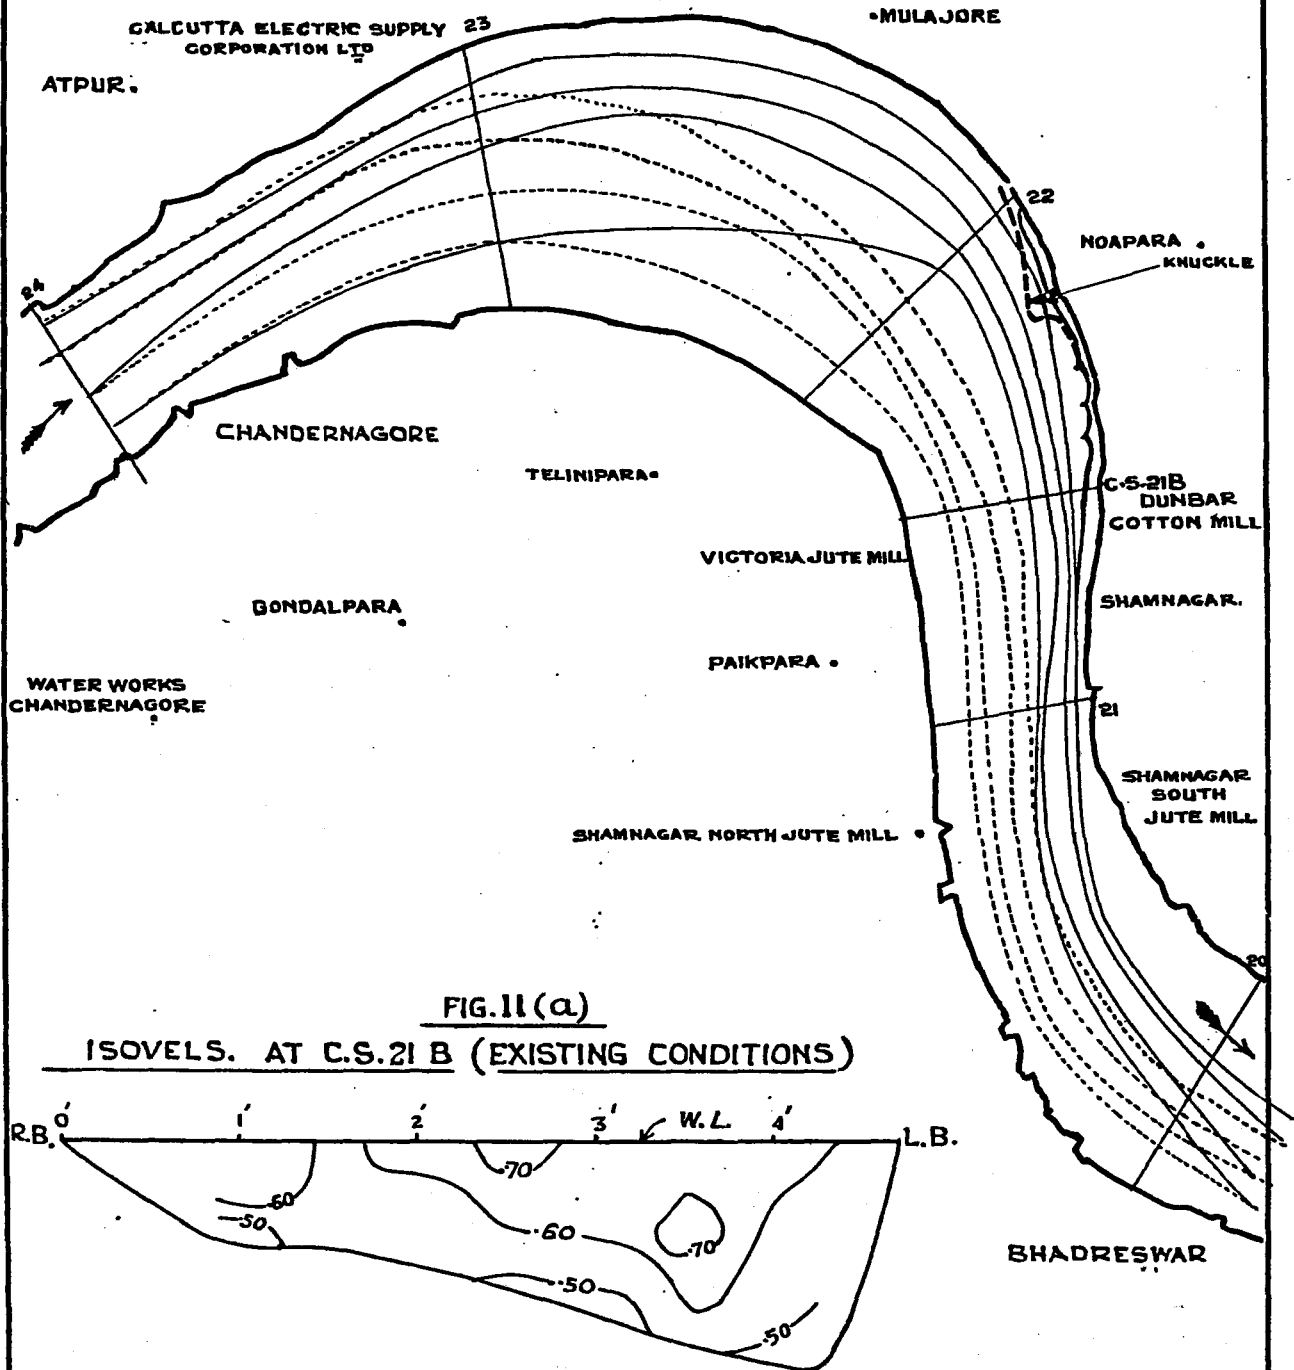 CALCUTTA ELECTRIC SUPPLY
CORPORATION LTD
23
MULAJORE
ATPUR
22
NOAPARA
KNUCKLE
24
CHANDERNAGORE
TELINIPARA
C.S.21B
DUNBAR
COTTON MILL
VICTORIA JUTE MILL
GONDALPARA
SHAMNAGAR.
PAIKPARA
WATER WORKS
CHANDERNAGORE
21
SHAMNAGAR
SOUTH
JUTE MILL
SHAMNAGAR NORTH JUTE MILL
20
FIG.11(a)
ISOVELS. AT C.S.21 B (EXISTING CONDITIONS)
R.B. 0' 1' 2' 3' W.L. 4' L.B.
.70
.60
.50
.60
.70
.50
.50
BHADRESWAR